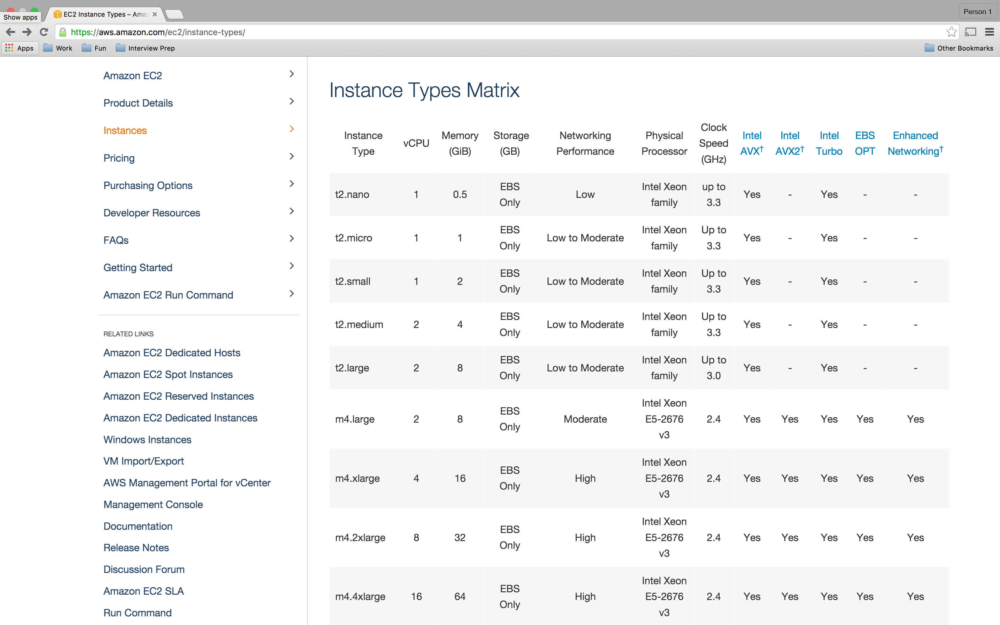 Show apps
EC2 Instance Types – Ama
Person 1
https://aws.amazon.com/ec2/instance-types/
Apps Work Fun Interview Prep Other Bookmarks
Amazon EC2
Product Details
Instances
Pricing
Purchasing Options
Developer Resources
FAQs
Getting Started
Amazon EC2 Run Command
RELATED LINKS
Amazon EC2 Dedicated Hosts
Amazon EC2 Spot Instances
Amazon EC2 Reserved Instances
Amazon EC2 Dedicated Instances
Windows Instances
VM Import/Export
AWS Management Portal for vCenter
Management Console
Documentation
Release Notes
Discussion Forum
Amazon EC2 SLA
Run Command
Instance Types Matrix
Instance Type vCPU Memory (GiB) Storage (GB) Networking Performance Physical Processor Clock Speed (GHz) Intel AVX† Intel AVX2† Intel Turbo EBS OPT Enhanced Networking†
t2.nano 1 0.5 EBS Only Low Intel Xeon family up to 3.3 Yes - Yes - -
t2.micro 1 1 EBS Only Low to Moderate Intel Xeon family Up to 3.3 Yes - Yes - -
t2.small 1 2 EBS Only Low to Moderate Intel Xeon family Up to 3.3 Yes - Yes - -
t2.medium 2 4 EBS Only Low to Moderate Intel Xeon family Up to 3.3 Yes - Yes - -
t2.large 2 8 EBS Only Low to Moderate Intel Xeon family Up to 3.0 Yes - Yes - -
m4.large 2 8 EBS Only Moderate Intel Xeon E5-2676 v3 2.4 Yes Yes Yes Yes Yes
m4.xlarge 4 16 EBS Only High Intel Xeon E5-2676 v3 2.4 Yes Yes Yes Yes Yes
m4.2xlarge 8 32 EBS Only High Intel Xeon E5-2676 v3 2.4 Yes Yes Yes Yes Yes
m4.4xlarge 16 64 EBS Only High Intel Xeon E5-2676 v3 2.4 Yes Yes Yes Yes Yes